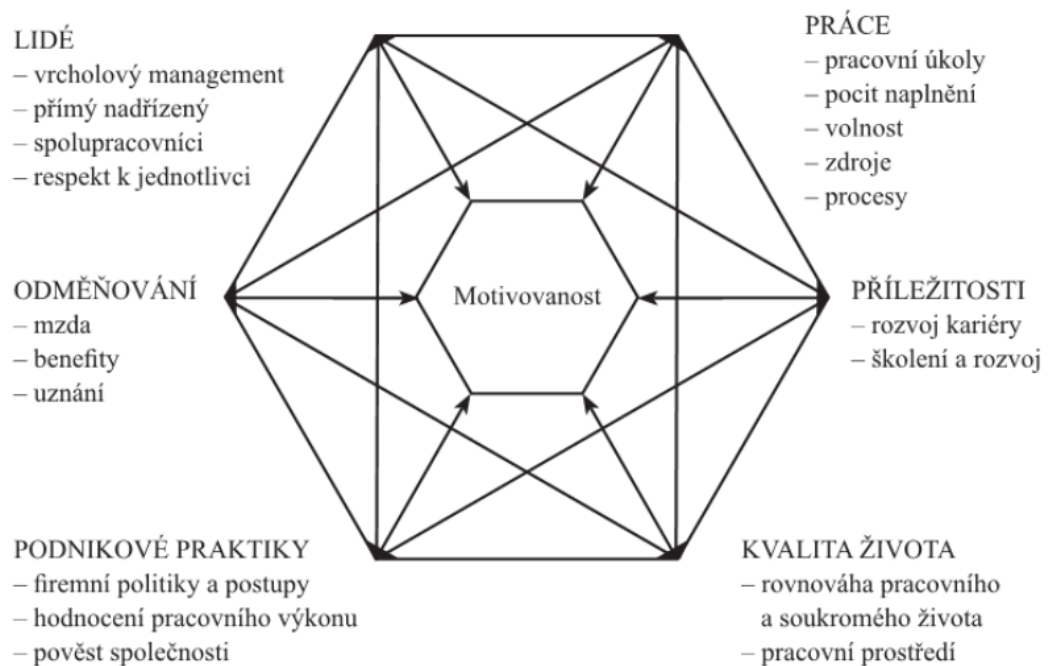 LIDÉ
– vrcholový management
– přímý nadřízený
– spolupracovníci
– respekt k jednotlivci
PRÁCE
– pracovní úkoly
– pocit naplnění
– volnost
– zdroje
– procesy
ODMĚŇOVÁNÍ
– mzda
– benefity
– uznání
Motivovanost
PŘÍLEŽITOSTI
– rozvoj kariéry
– školení a rozvoj
PODNIKOVÉ PRAKTIKY
– firemní politiky a postupy
– hodnocení pracovního výkonu
– pověst společnosti
KVALITA ŽIVOTA
– rovnováha pracovního
a soukromého života
– pracovní prostředí